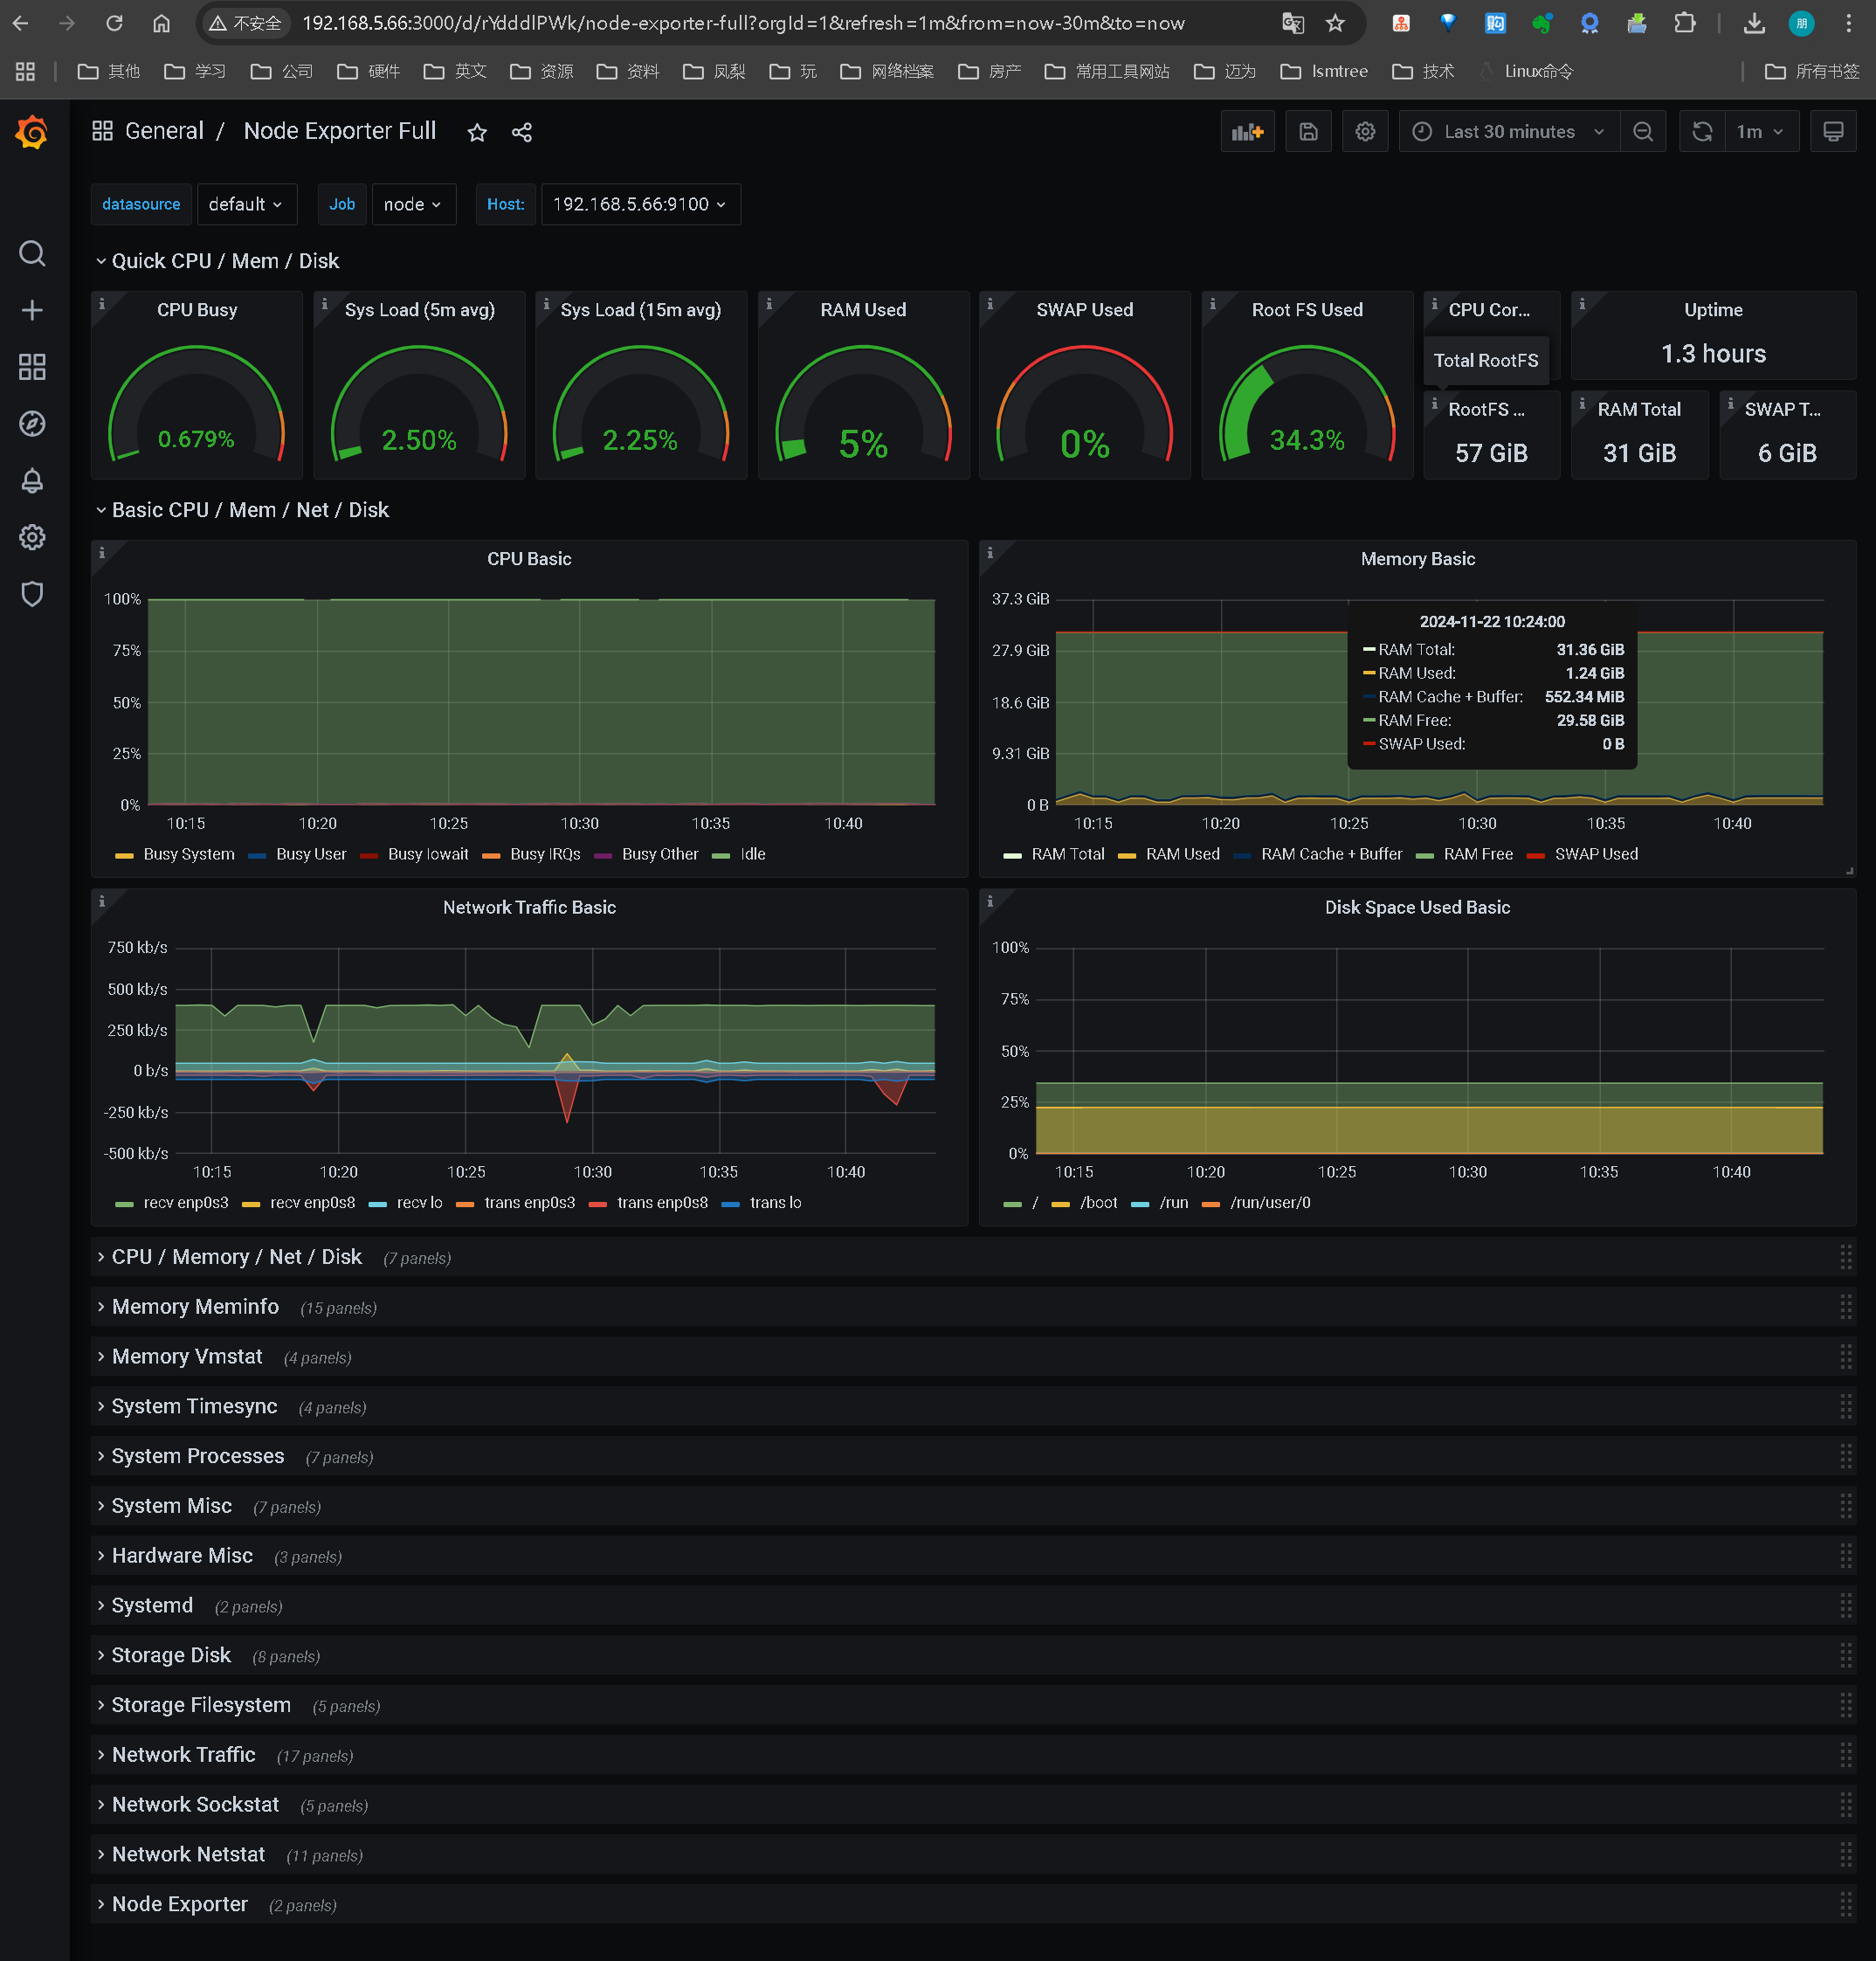 不安全 192.168.5.66:3000/d/rYdddlPWk/node-exporter-full?orgId=1&refresh=1m&from=now-30m&to=now 朋
其他 学习 公司 硬件 英文 资源 资料 凤梨 玩 网络档案 房产 常用工具网站 迈为 lsmtree 技术 Linux命令 所有书签
General / Node Exporter Full Last 30 minutes 1m
datasource default Job node Host: 192.168.5.66:9100
Quick CPU / Mem / Disk
CPU Busy Sys Load (5m avg) Sys Load (15m avg) RAM Used SWAP Used Root FS Used CPU Cor... Uptime
1.3 hours
Total RootFS
RootFS ... RAM Total SWAP T...
0.679% 2.50% 2.25% 5% 0% 34.3% 57 GiB 31 GiB 6 GiB
Basic CPU / Mem / Net / Disk
CPU Basic
100%
75%
50%
25%
0%
10:15 10:20 10:25 10:30 10:35 10:40
Busy System Busy User Busy Iowait Busy IRQs Busy Other Idle
Memory Basic
37.3 GiB
27.9 GiB
18.6 GiB
9.31 GiB
0 B
2024-11-22 10:24:00
RAM Total: 31.36 GiB
RAM Used: 1.24 GiB
RAM Cache + Buffer: 552.34 MiB
RAM Free: 29.58 GiB
SWAP Used: 0 B
10:15 10:20 10:25 10:30 10:35 10:40
RAM Total RAM Used RAM Cache + Buffer RAM Free SWAP Used
Network Traffic Basic
750 kb/s
500 kb/s
250 kb/s
0 b/s
-250 kb/s
-500 kb/s
10:15 10:20 10:25 10:30 10:35 10:40
recv enp0s3 recv enp0s8 recv lo trans enp0s3 trans enp0s8 trans lo
Disk Space Used Basic
100%
75%
50%
25%
0%
10:15 10:20 10:25 10:30 10:35 10:40
/ /boot /run /run/user/0
CPU / Memory / Net / Disk (7 panels)
Memory Meminfo (15 panels)
Memory Vmstat (4 panels)
System Timesync (4 panels)
System Processes (7 panels)
System Misc (7 panels)
Hardware Misc (3 panels)
Systemd (2 panels)
Storage Disk (8 panels)
Storage Filesystem (5 panels)
Network Traffic (17 panels)
Network Sockstat (5 panels)
Network Netstat (11 panels)
Node Exporter (2 panels)